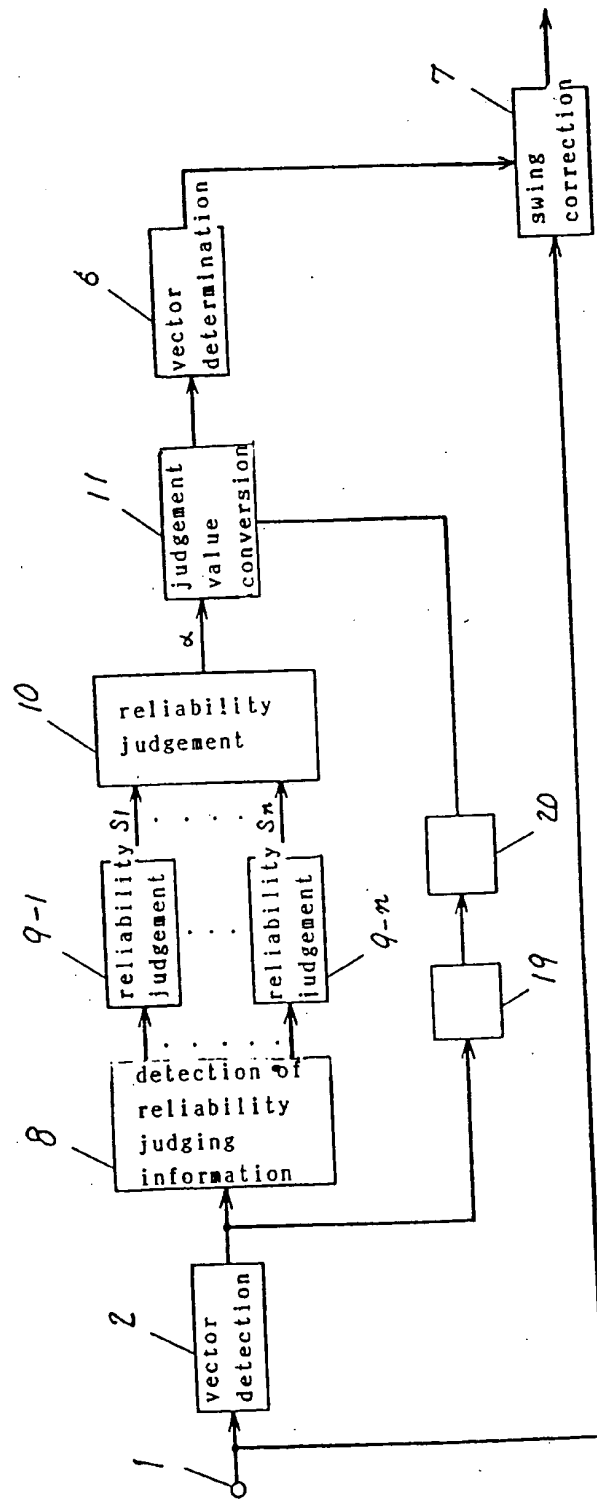 1
2
vector
detection
8
detection of
reliability
judging
information
9-1
reliability
judgement
S1
9-n
reliability
judgement
Sn
10
reliability
judgement
α
11
judgement
value
conversion
6
vector
determination
7
swing
correction
19
20